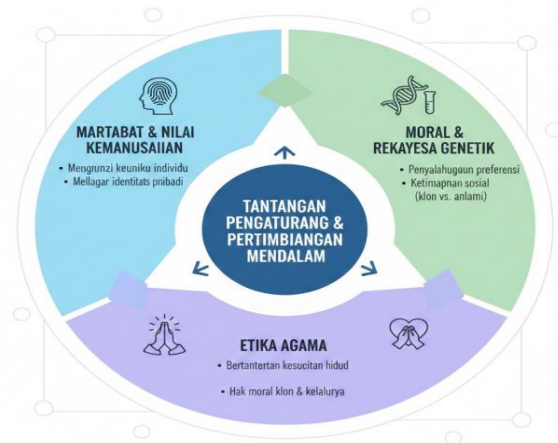 MARTABAT & NILAI
KEMANUSAIIAN
• Mengrunzi keuniku individu
• Mellagar identitats pribadi
MORAL &
REKAYESA GENETIK
• Penyalahuguun preferensi
• Ketimapnan sosial
(klon vs. anlami)
TANTANGAN
PENGATURANG &
PERTIMBIANGAN
MENDALAM
ETIKA AGAMA
• Bertantertan kesucitan hidud
• Hak moral klon & kelalurya